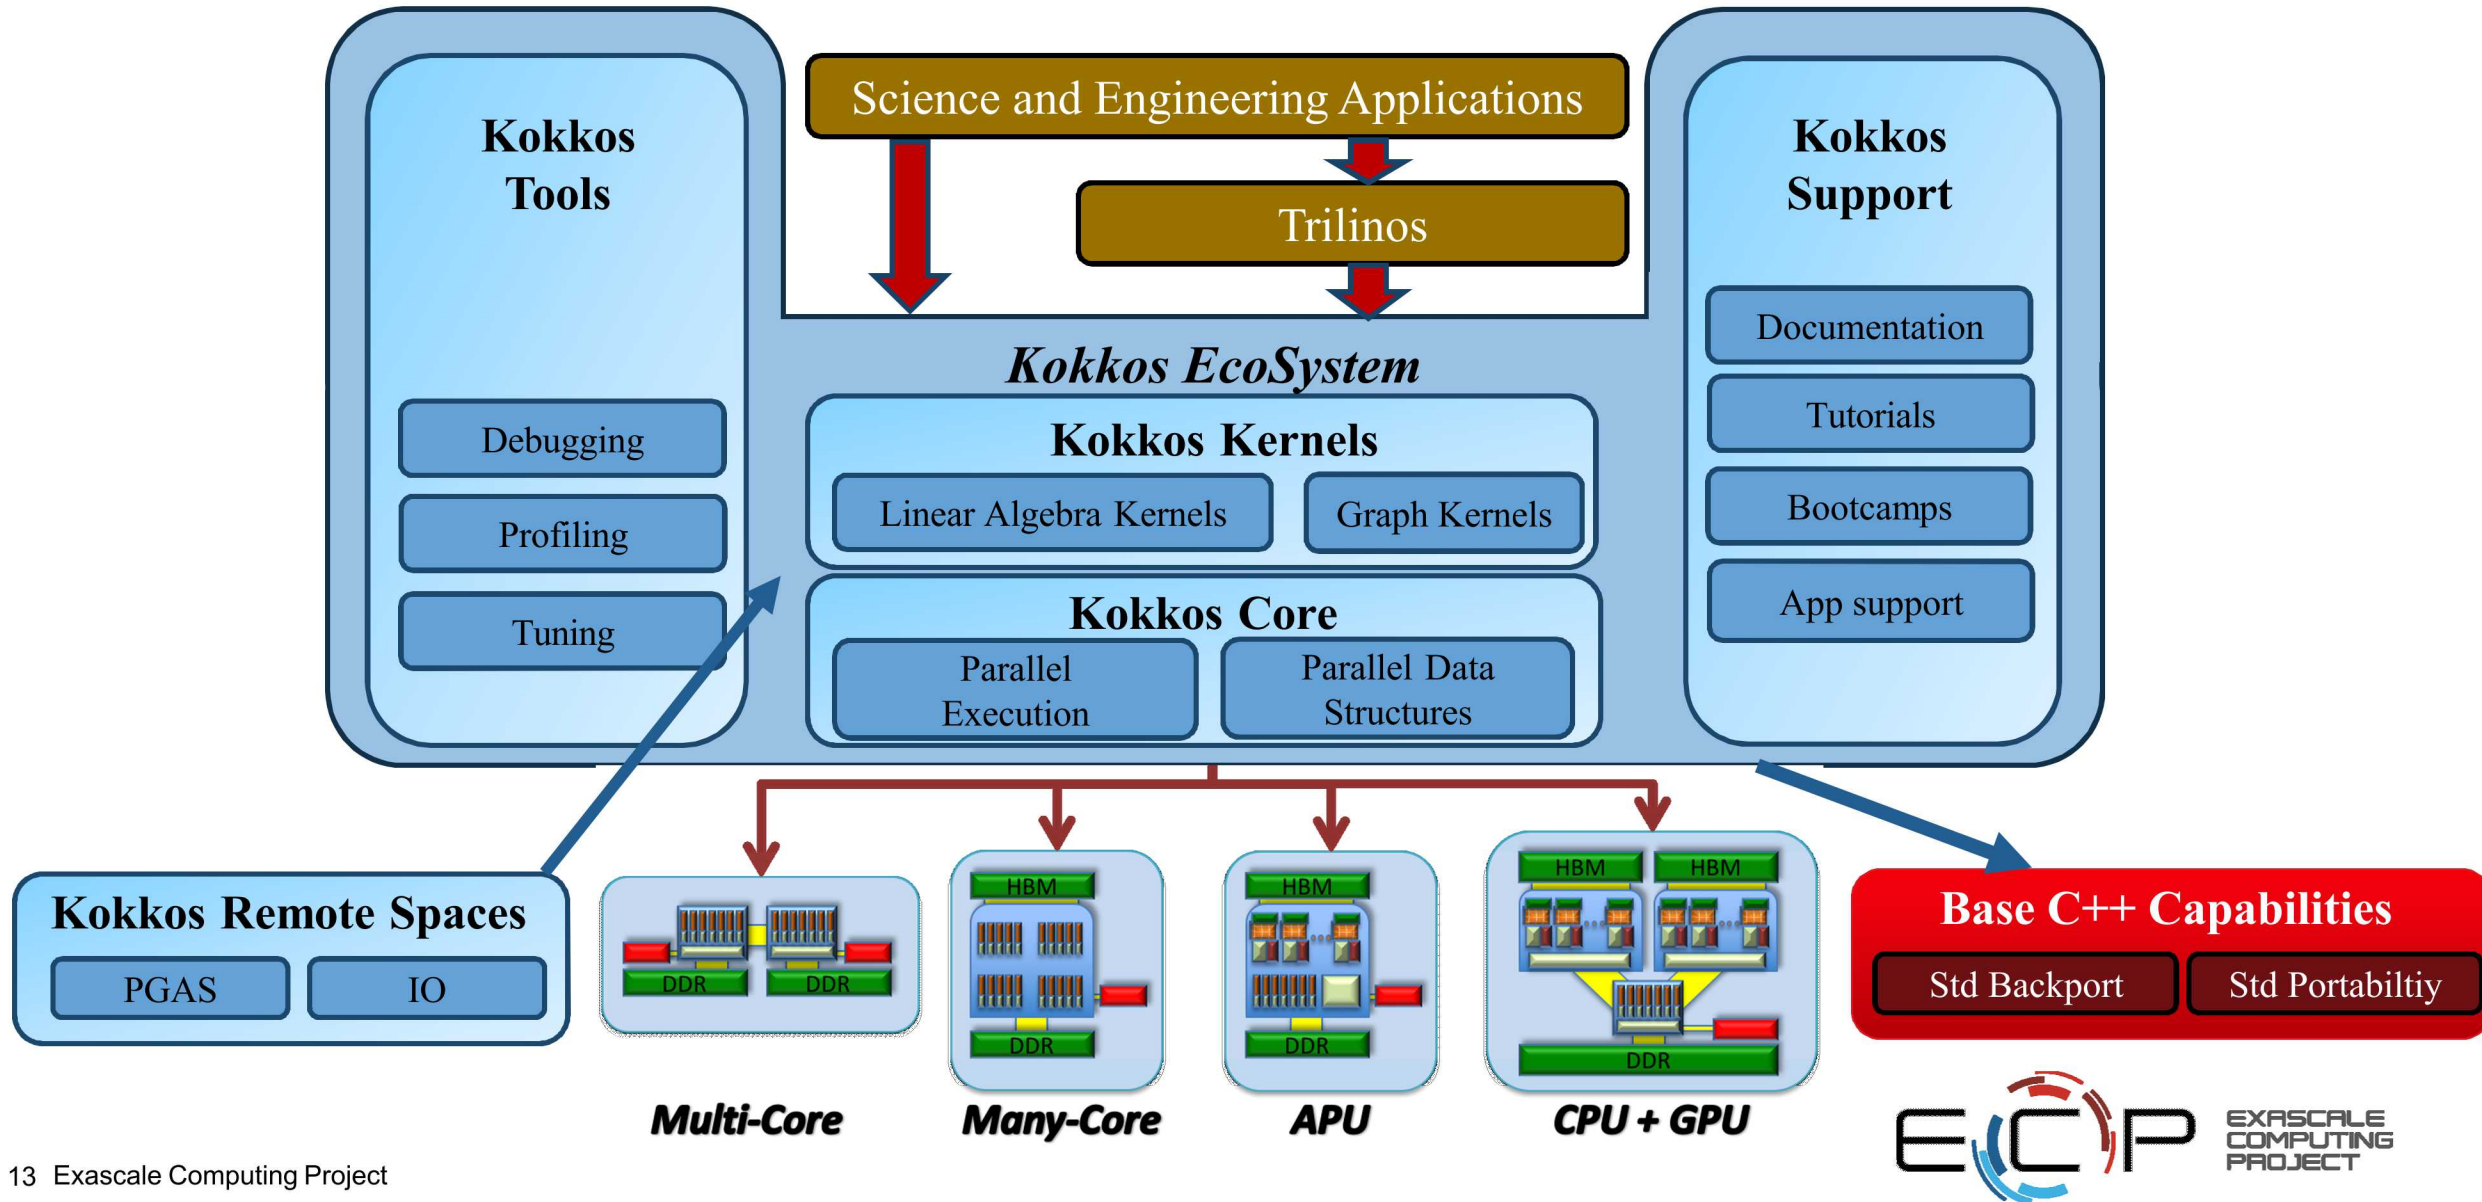 Science and Engineering Applications
Trilinos
Kokkos
Tools
Debugging
Profiling
Tuning
Kokkos EcoSystem
Kokkos Kernels
Linear Algebra Kernels
Graph Kernels
Kokkos Core
Parallel
Execution
Parallel Data
Structures
Kokkos
Support
Documentation
Tutorials
Bootcamps
App support
Kokkos Remote Spaces
PGAS
IO
DDR
DDR
Multi-Core
HBM
DDR
Many-Core
HBM
DDR
APU
HBM
HBM
DDR
CPU + GPU
Base C++ Capabilities
Std Backport
Std Portabiltiy
ECP
EXASCALE
COMPUTING
PROJECT
13 Exascale Computing Project